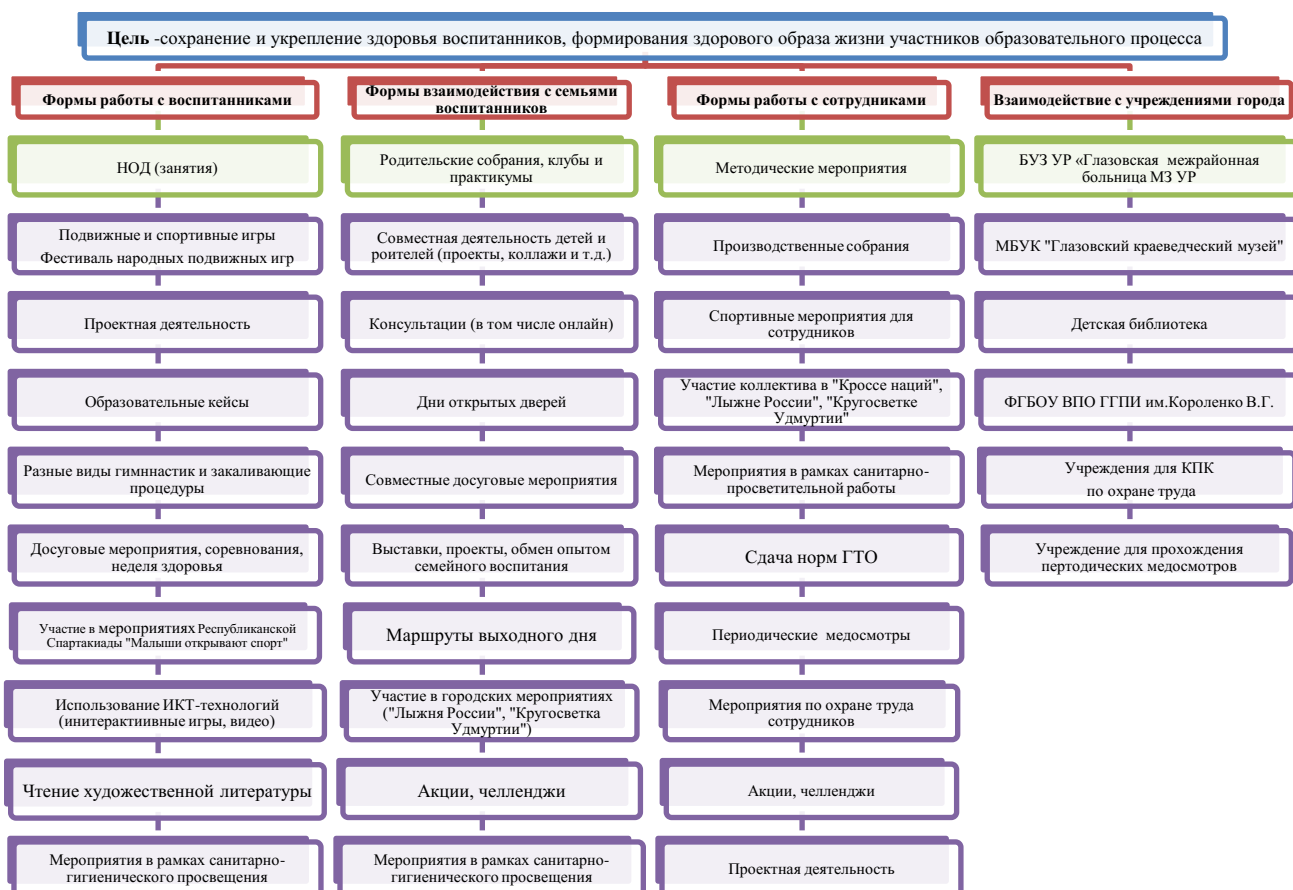 Цель -сохранение и укрепление здоровья воспитанников, формирования здорового образа жизни участников образовательного процесса
Формы работы с воспитанниками
НОД (занятия)
Подвижные и спортивные игры
Фестиваль народных подвижных игр
Проектная деятельность
Образовательные кейсы
Разные виды гимннастик и закаливающие
процедуры
Досуговые мероприятия, соревнования,
неделя здоровья
Участие в мероприятиях Республиканской
Спартакиады "Малыши открывают спорт"
Использование ИКТ-технологий
(инитерактиивные игры, видео)
Чтение художественной литературы
Мероприятия в рамках санитарно-
гигиенического просвещения
Формы взаимодействия с семьями
воспитанников
Родительские собрания, клубы и
практикумы
Совместная деятельность детей и
роителей (проекты, коллажи и т.д.)
Консультации (в том числе онлайн)
Дни открытых дверей
Совместные досуговые мероприятия
Выставки, проекты, обмен опытом
семейного воспитания
Маршруты выходного дня
Участие в городских мероприятиях
("Лыжня России", "Кругосветка
Удмуртии")
Акции, челленджи
Мероприятия в рамках санитарно-
гигиенического просвещения
Формы работы с сотрудниками
Методические мероприятия
Производственные собрания
Спортивные мероприятия для
сотрудников
Участие коллектива в "Кроссе наций",
"Лыжне России", "Кругосветке
Удмуртии"
Мероприятия в рамках санитарно-
просветительной работы
Сдача норм ГТО
Периодические медосмотры
Мероприятия по охране труда
сотрудников
Акции, челленджи
Проектная деятельность
Взаимодействие с учреждениями города
БУЗ УР «Глазовская межрайонная
больница МЗ УР
МБУК "Глазовский краеведческий музей"
Детская библиотека
ФГБОУ ВПО ГГПИ им.Короленко В.Г.
Учреждения для КПК
по охране труда
Учреждение для прохождения
пертодических медосмотров